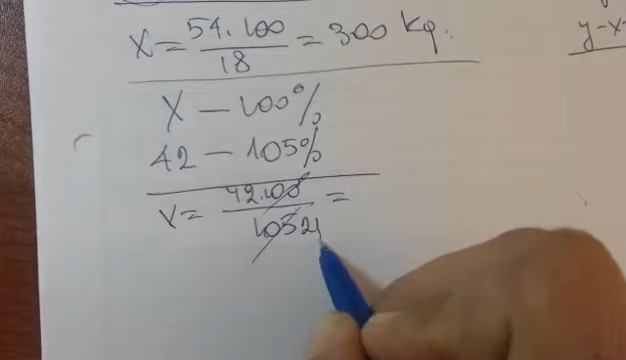 X = 54.100 / 18 = 300 kg.
y-x
X — 100%
42 — 105%
X = 42.100 / 105 21 =